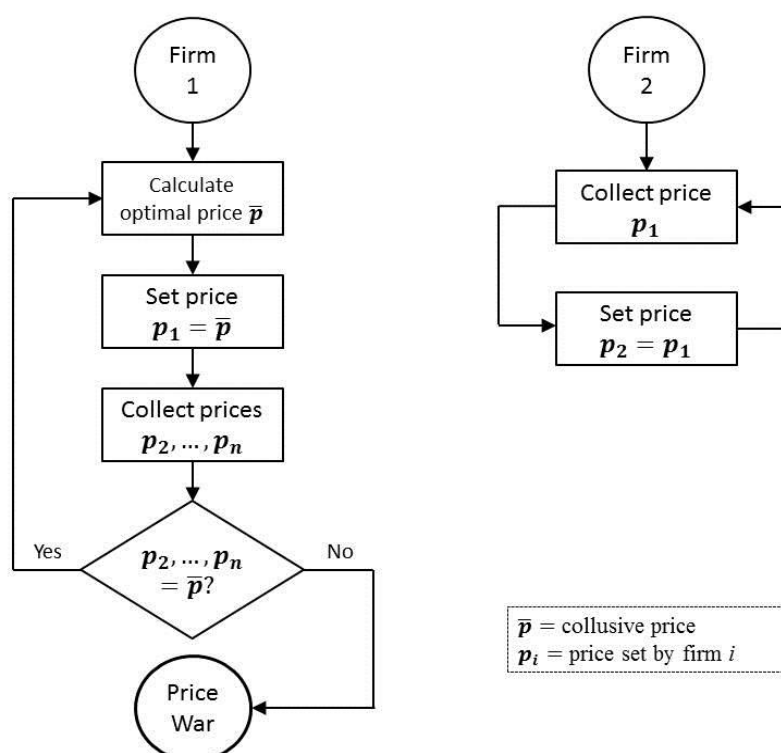 Firm
1
Calculate
optimal price p̅
Set price
p₁ = p̅
Collect prices
p₂, ..., pₙ
p₂, ..., pₙ
= p̅?
Yes
No
Price
War
Firm
2
Collect price
p₁
Set price
p₂ = p₁
p̅ = collusive price
pᵢ = price set by firm i